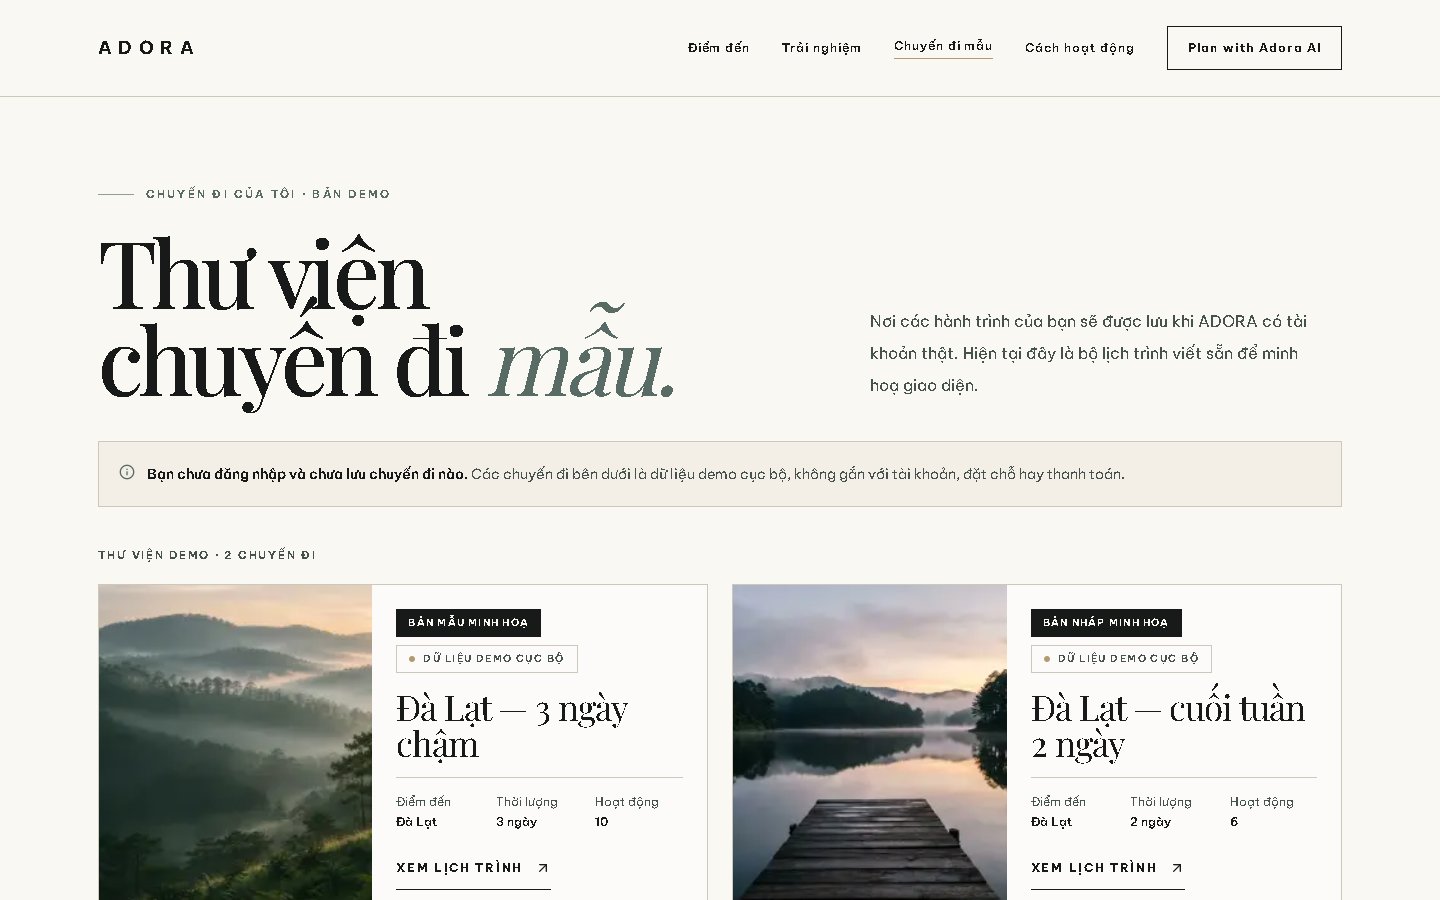 ADORA
Điểm đến
Trải nghiệm
Chuyến đi mẫu
Cách hoạt động
Plan with Adora AI
CHUYẾN ĐI CỦA TÔI · BẢN DEMO
Thư viện
chuyến đi mẫu.
Nơi các hành trình của bạn sẽ được lưu khi ADORA có tài
khoản thật. Hiện tại đây là bộ lịch trình viết sẵn để minh
hoạ giao diện.
Bạn chưa đăng nhập và chưa lưu chuyến đi nào. Các chuyến đi bên dưới là dữ liệu demo cục bộ, không gắn với tài khoản, đặt chỗ hay thanh toán.
THƯ VIỆN DEMO · 2 CHUYẾN ĐI
BẢN MẪU MINH HOẠ
DỮ LIỆU DEMO CỤC BỘ
Đà Lạt — 3 ngày
chậm
Điểm đến
Thời lượng
Hoạt động
Đà Lạt
3 ngày
10
XEM LỊCH TRÌNH
BẢN NHÁP MINH HOẠ
DỮ LIỆU DEMO CỤC BỘ
Đà Lạt — cuối tuần
2 ngày
Điểm đến
Thời lượng
Hoạt động
Đà Lạt
2 ngày
6
XEM LỊCH TRÌNH